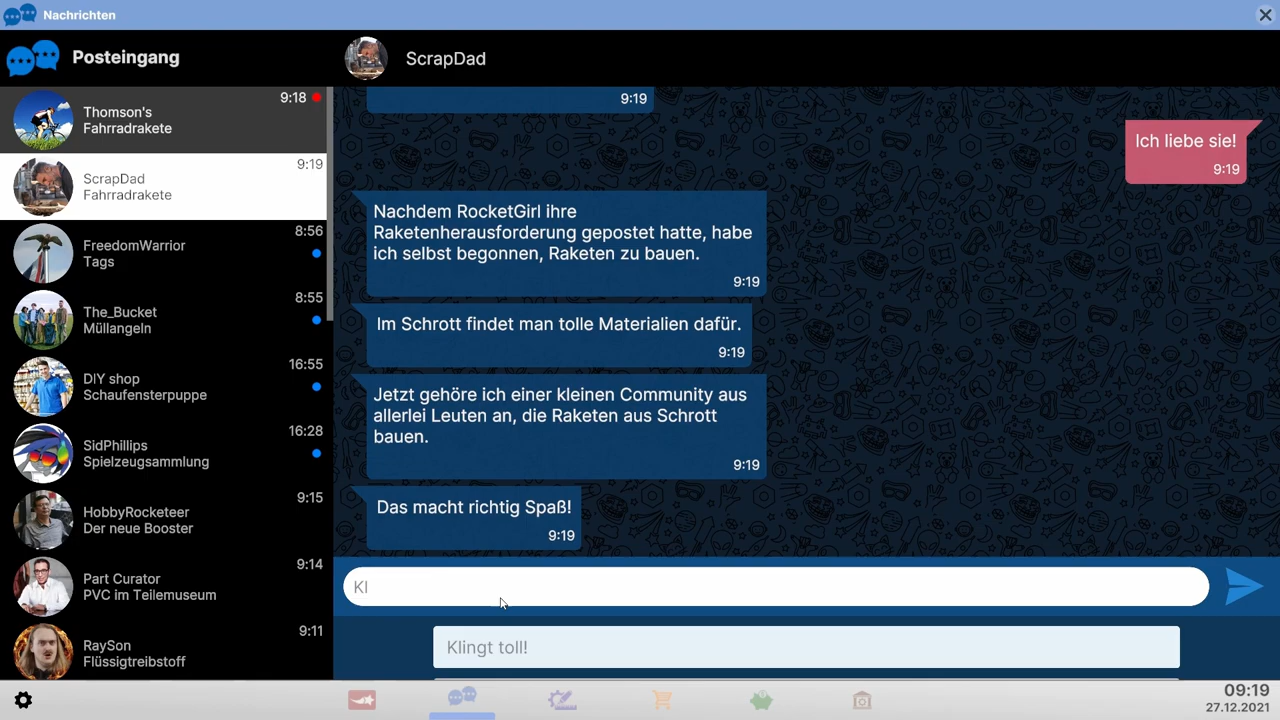 Nachrichten
Posteingang
ScrapDad
Thomson's
Fahrradrakete
9:18
ScrapDad
Fahrradrakete
9:19
FreedomWarrior
Tags
8:56
The_Bucket
Müllangeln
8:55
DIY shop
Schaufensterpuppe
16:55
SidPhillips
Spielzeugsammlung
16:28
HobbyRocketeer
Der neue Booster
9:15
Part Curator
PVC im Teilemuseum
9:14
RaySon
Flüssigtreibstoff
9:11
9:19
Ich liebe sie!
9:19
Nachdem RocketGirl ihre
Raketenherausforderung gepostet hatte, habe
ich selbst begonnen, Raketen zu bauen.
9:19
Im Schrott findet man tolle Materialien dafür.
9:19
Jetzt gehöre ich einer kleinen Community aus
allerlei Leuten an, die Raketen aus Schrott
bauen.
9:19
Das macht richtig Spaß!
9:19
Kl
Klingt toll!
09:19
27.12.2021